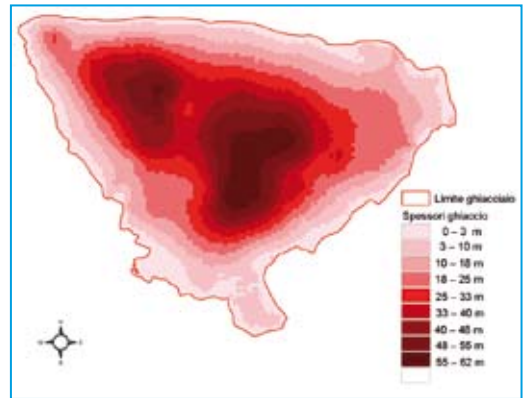 Limite ghiacciaio
Spessori ghiaccio
0 – 3 m
3 – 10 m
10 – 18 m
18 – 25 m
25 – 33 m
33 – 40 m
40 – 48 m
48 – 55 m
55 – 62 m